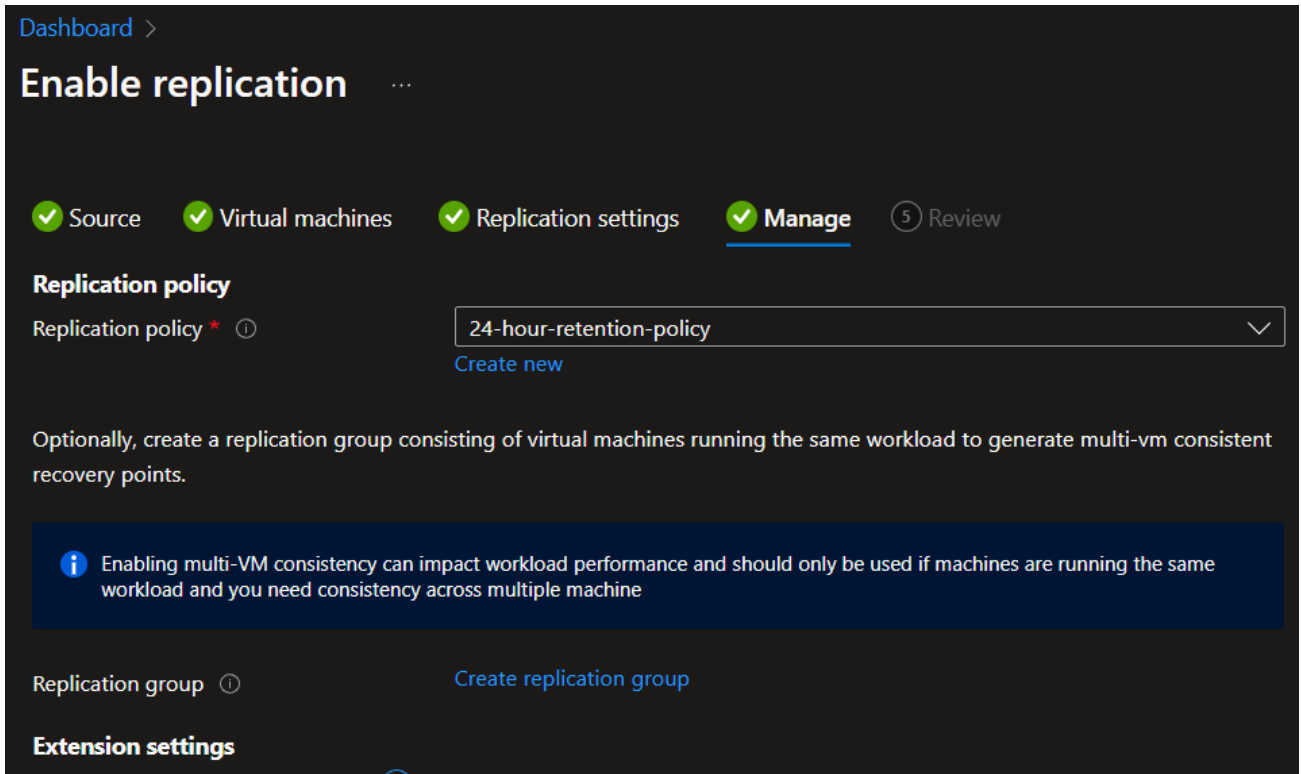 Dashboard >
Enable replication ...
Source Virtual machines Replication settings Manage 5 Review
Replication policy
Replication policy * 24-hour-retention-policy
Create new
Optionally, create a replication group consisting of virtual machines running the same workload to generate multi-vm consistent
recovery points.
Enabling multi-VM consistency can impact workload performance and should only be used if machines are running the same
workload and you need consistency across multiple machine
Replication group Create replication group
Extension settings